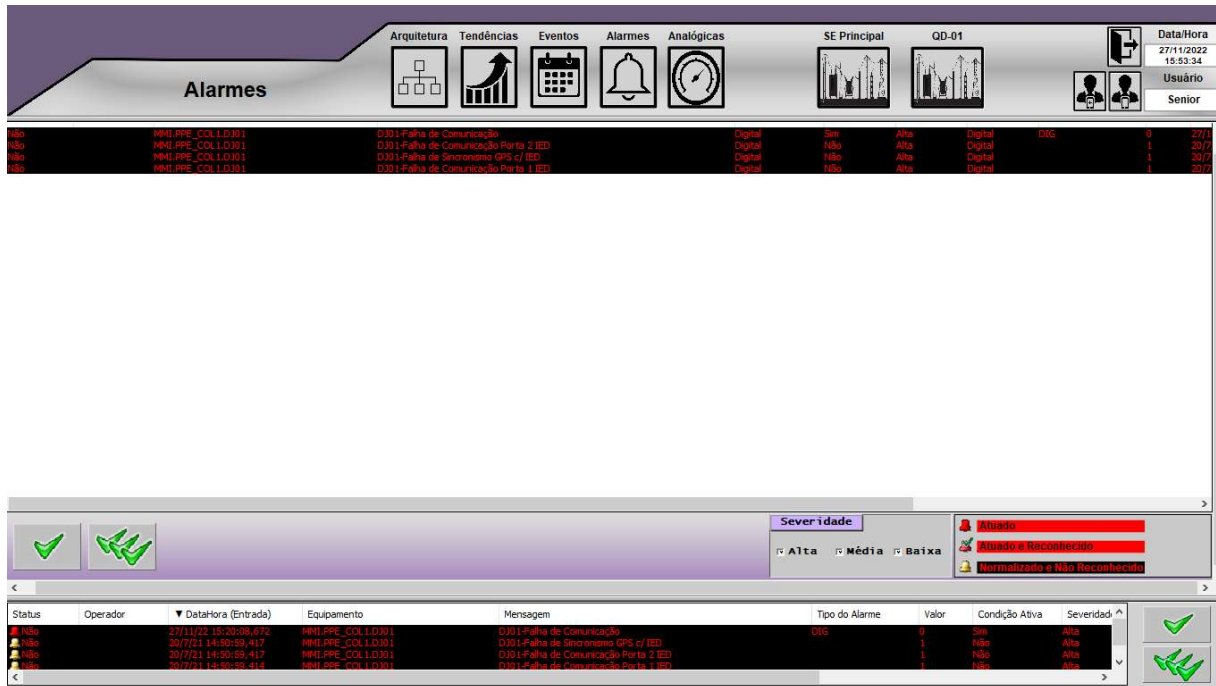 Arquitetura Tendências Eventos Alarmes Analógicas SE Principal QD-01 Data/Hora
27/11/2022
15:53:34
Alarmes
Usuário
Senior
Não MMI.PPE_COL1.DJ01 DJ01-Falha de Comunicação Digital Sim Alta Digital DIG 0 27/1
Não MMI.PPE_COL1.DJ01 DJ01-Falha de Comunicação Porta 2 IED Digital Não Alta Digital 1 20/7
Não MMI.PPE_COL1.DJ01 DJ01-Falha de Sincronismo GPS c/ IED Digital Não Alta Digital 1 20/7
Não MMI.PPE_COL1.DJ01 DJ01-Falha de Comunicação Porta 1 IED Digital Não Alta Digital 1 20/7
Severidade
Alta Média Baixa
Atuado
Atuado e Reconhecido
Normalizado e Não Reconhecido
Status Operador ▼ DataHora (Entrada) Equipamento Mensagem Tipo do Alarme Valor Condição Ativa Severidad
Não 27/11/22 15:20:08,672 MMI.PPE_COL1.DJ01 DJ01-Falha de Comunicação DIG 0 Sim Alta
Não 20/7/21 14:50:59,417 MMI.PPE_COL1.DJ01 DJ01-Falha de Sincronismo GPS c/ IED 1 Não Alta
Não 20/7/21 14:50:59,417 MMI.PPE_COL1.DJ01 DJ01-Falha de Comunicação Porta 2 IED 1 Não Alta
Não 20/7/21 14:50:59,414 MMI.PPE_COL1.DJ01 DJ01-Falha de Comunicação Porta 1 IED 1 Não Alta